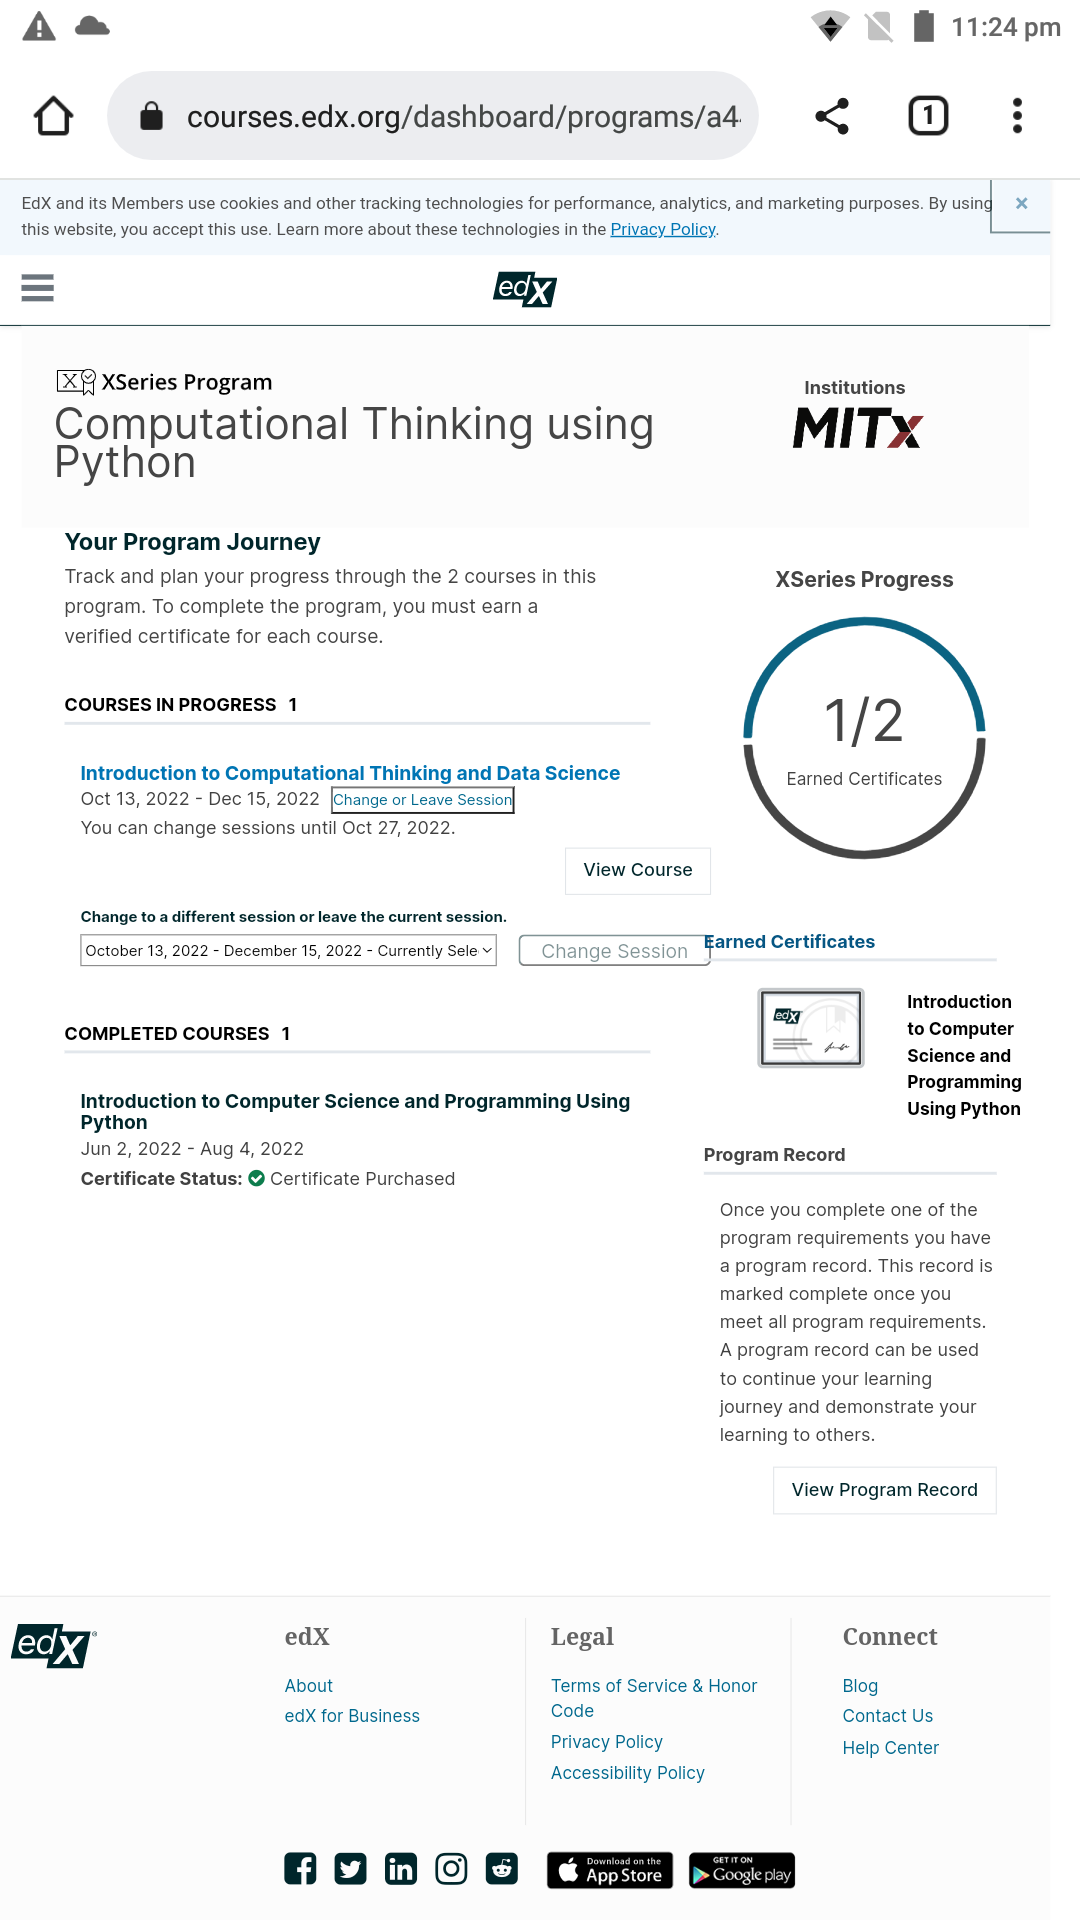 11:24 pm
courses.edx.org/dashboard/programs/a4
1
EdX and its Members use cookies and other tracking technologies for performance, analytics, and marketing purposes. By using
this website, you accept this use. Learn more about these technologies in the Privacy Policy.
×
edX
XSeries Program
Computational Thinking using
Python
Institutions
MITx
Your Program Journey
Track and plan your progress through the 2 courses in this
program. To complete the program, you must earn a
verified certificate for each course.
XSeries Progress
1/2
Earned Certificates
COURSES IN PROGRESS 1
Introduction to Computational Thinking and Data Science
Oct 13, 2022 - Dec 15, 2022 Change or Leave Session
You can change sessions until Oct 27, 2022.
View Course
Change to a different session or leave the current session.
October 13, 2022 - December 15, 2022 - Currently Sele
Change Session
COMPLETED COURSES 1
Introduction to Computer Science and Programming Using
Python
Jun 2, 2022 - Aug 4, 2022
Certificate Status: Certificate Purchased
Earned Certificates
edX
Introduction
to Computer
Science and
Programming
Using Python
Program Record
Once you complete one of the
program requirements you have
a program record. This record is
marked complete once you
meet all program requirements.
A program record can be used
to continue your learning
journey and demonstrate your
learning to others.
View Program Record
edX®
edX
About
edX for Business
Legal
Terms of Service & Honor
Code
Privacy Policy
Accessibility Policy
Connect
Blog
Contact Us
Help Center
Download on the
App Store
GET IT ON
Google play